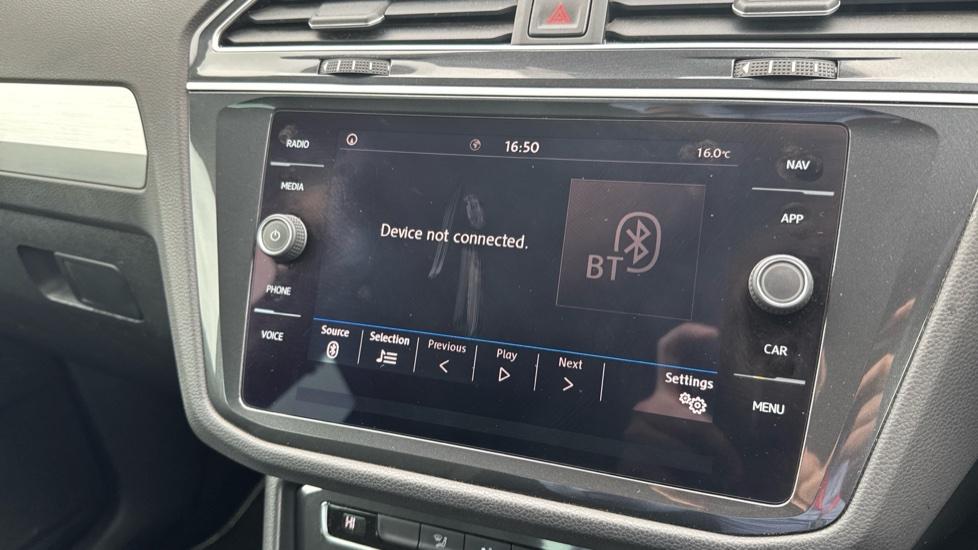 RADIO
16:50
16.0°C
NAV
MEDIA
APP
Device not connected.
BT
PHONE
VOICE
Source
Selection
Previous
Play
Next
Settings
CAR
MENU
HI